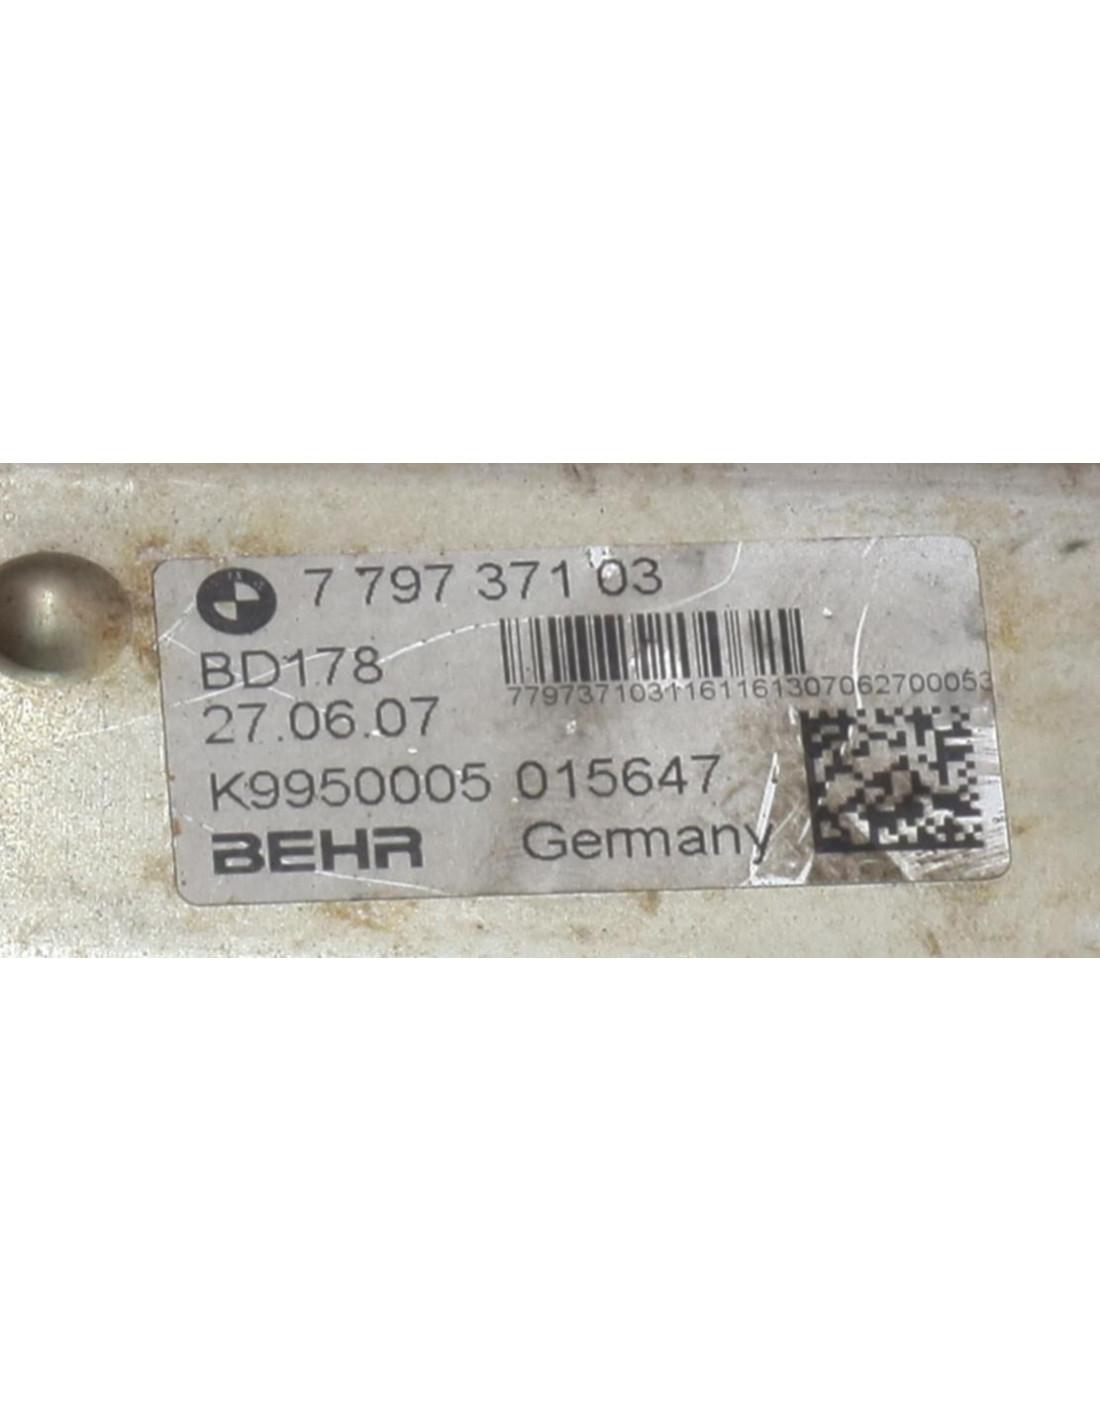 7 797 371 03
BD178
7797371031161161307062700053
27.06.07
K9950005 015647
BEHR Germany